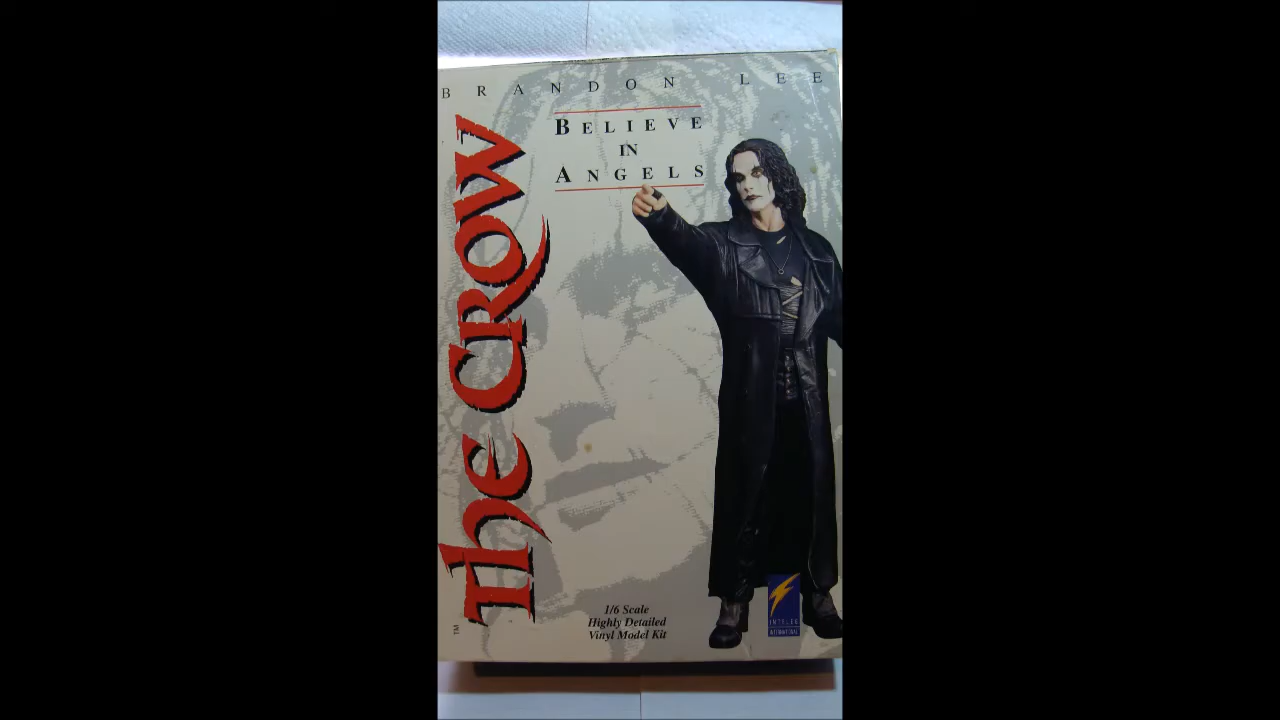 BRANDON LEE
BELIEVE
IN
ANGELS
THE CROW
TM
1/6 Scale
Highly Detailed
Vinyl Model Kit